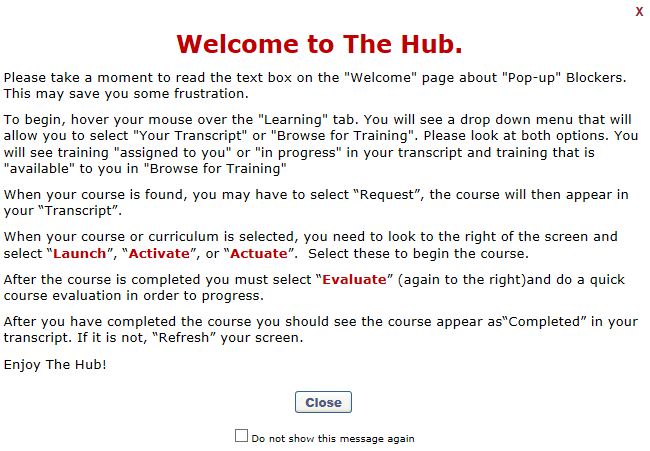 X
Welcome to The Hub.
Please take a moment to read the text box on the "Welcome" page about "Pop-up" Blockers.
This may save you some frustration.
To begin, hover your mouse over the "Learning" tab. You will see a drop down menu that will
allow you to select "Your Transcript" or "Browse for Training". Please look at both options. You
will see training "assigned to you" or "in progress" in your transcript and training that is
"available" to you in "Browse for Training"
When your course is found, you may have to select “Request”, the course will then appear in
your “Transcript”.
When your course or curriculum is selected, you need to look to the right of the screen and
select “Launch”, “Activate”, or “Actuate”.  Select these to begin the course.
After the course is completed you must select “Evaluate” (again to the right)and do a quick
course evaluation in order to progress.
After you have completed the course you should see the course appear as“Completed” in your
transcript. If it is not, “Refresh” your screen.
Enjoy The Hub!
Close
Do not show this message again